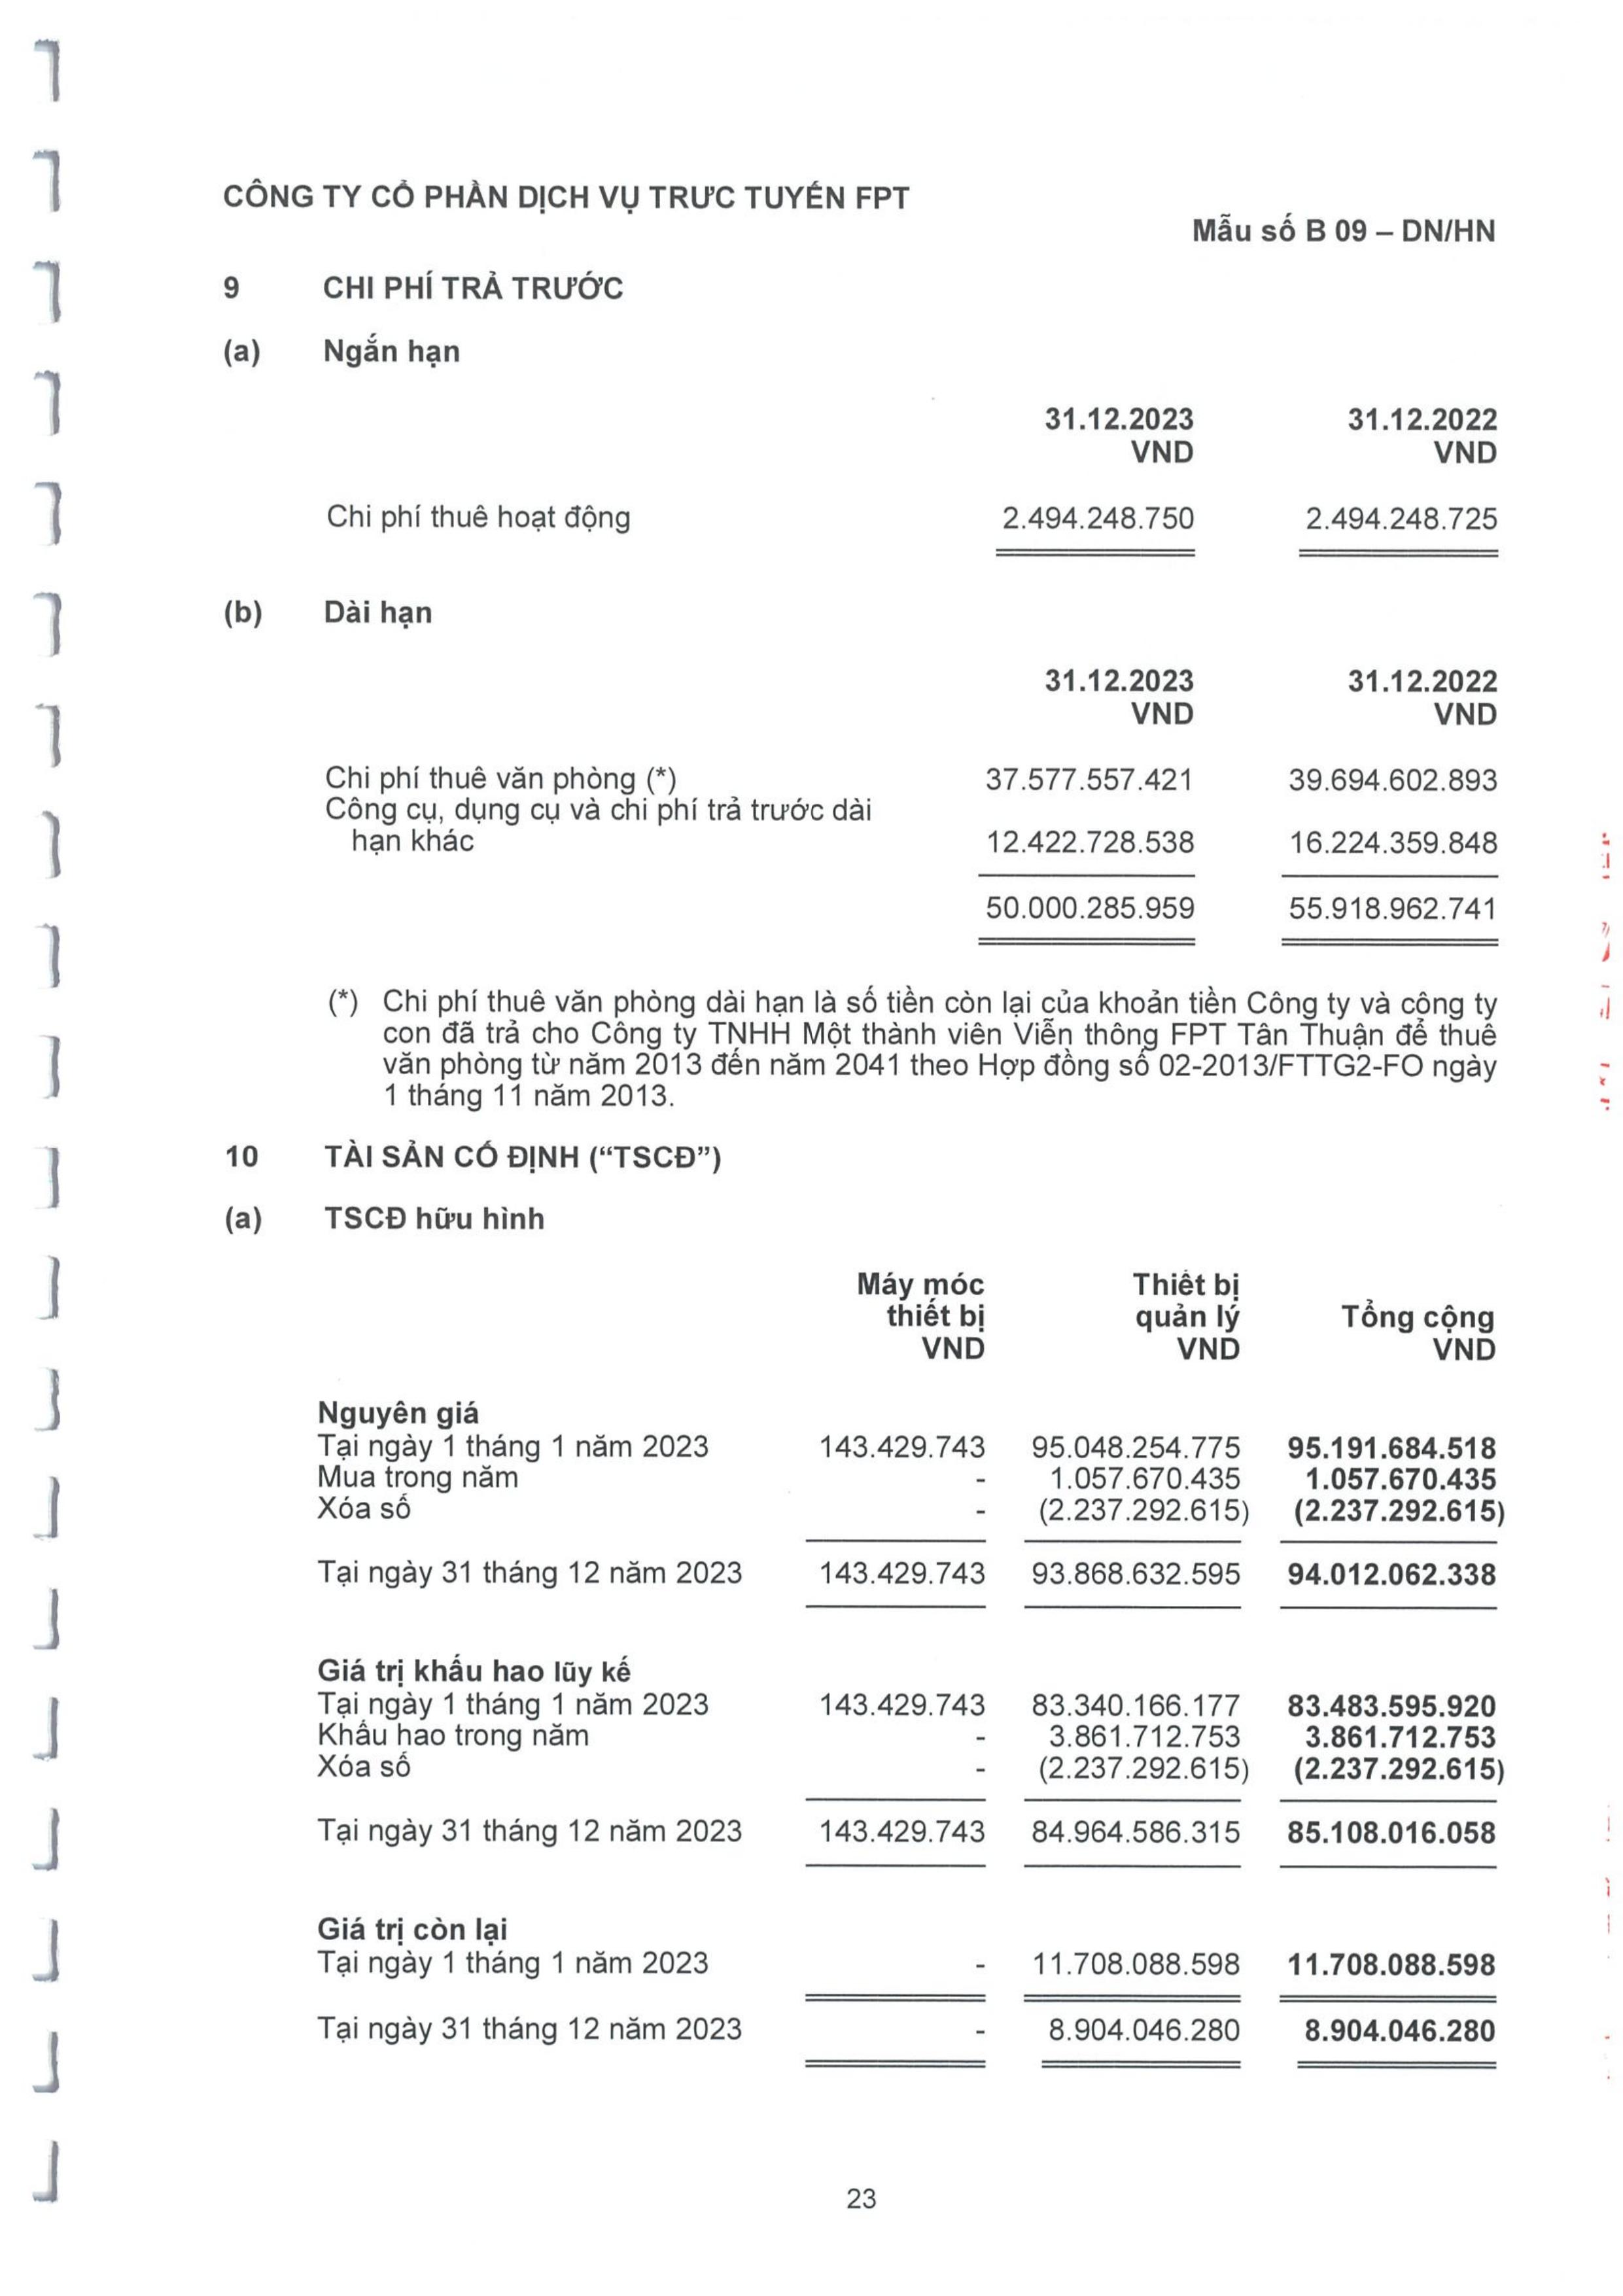 CÔNG TY CỔ PHẦN DỊCH VỤ TRƯC TUYẾN FPT
Mẫu số B 09 – DN/HN
9 CHI PHÍ TRẢ TRƯỚC
(a) Ngắn hạn
31.12.2023 31.12.2022
VND VND
Chi phí thuê hoạt động 2.494.248.750 2.494.248.725
(b) Dài hạn
31.12.2023 31.12.2022
VND VND
Chi phí thuê văn phòng (*) 37.577.557.421 39.694.602.893
Công cụ, dụng cụ và chi phí trả trước dài
hạn khác 12.422.728.538 16.224.359.848
50.000.285.959 55.918.962.741
(*) Chi phí thuê văn phòng dài hạn là số tiền còn lại của khoản tiền Công ty và công ty
con đã trả cho Công ty TNHH Một thành viên Viễn thông FPT Tân Thuận để thuê
văn phòng từ năm 2013 đến năm 2041 theo Hợp đồng số 02-2013/FTTG2-FO ngày
1 tháng 11 năm 2013.
10 TÀI SẢN CỐ ĐỊNH (“TSCĐ”)
(a) TSCĐ hữu hình
Máy móc Thiết bị
thiết bị quản lý Tổng cộng
VND VND VND
Nguyên giá
Tại ngày 1 tháng 1 năm 2023 143.429.743 95.048.254.775 95.191.684.518
Mua trong năm - 1.057.670.435 1.057.670.435
Xóa sổ - (2.237.292.615) (2.237.292.615)
Tại ngày 31 tháng 12 năm 2023 143.429.743 93.868.632.595 94.012.062.338
Giá trị khấu hao lũy kế
Tại ngày 1 tháng 1 năm 2023 143.429.743 83.340.166.177 83.483.595.920
Khấu hao trong năm - 3.861.712.753 3.861.712.753
Xóa sổ - (2.237.292.615) (2.237.292.615)
Tại ngày 31 tháng 12 năm 2023 143.429.743 84.964.586.315 85.108.016.058
Giá trị còn lại
Tại ngày 1 tháng 1 năm 2023 - 11.708.088.598 11.708.088.598
Tại ngày 31 tháng 12 năm 2023 - 8.904.046.280 8.904.046.280
23